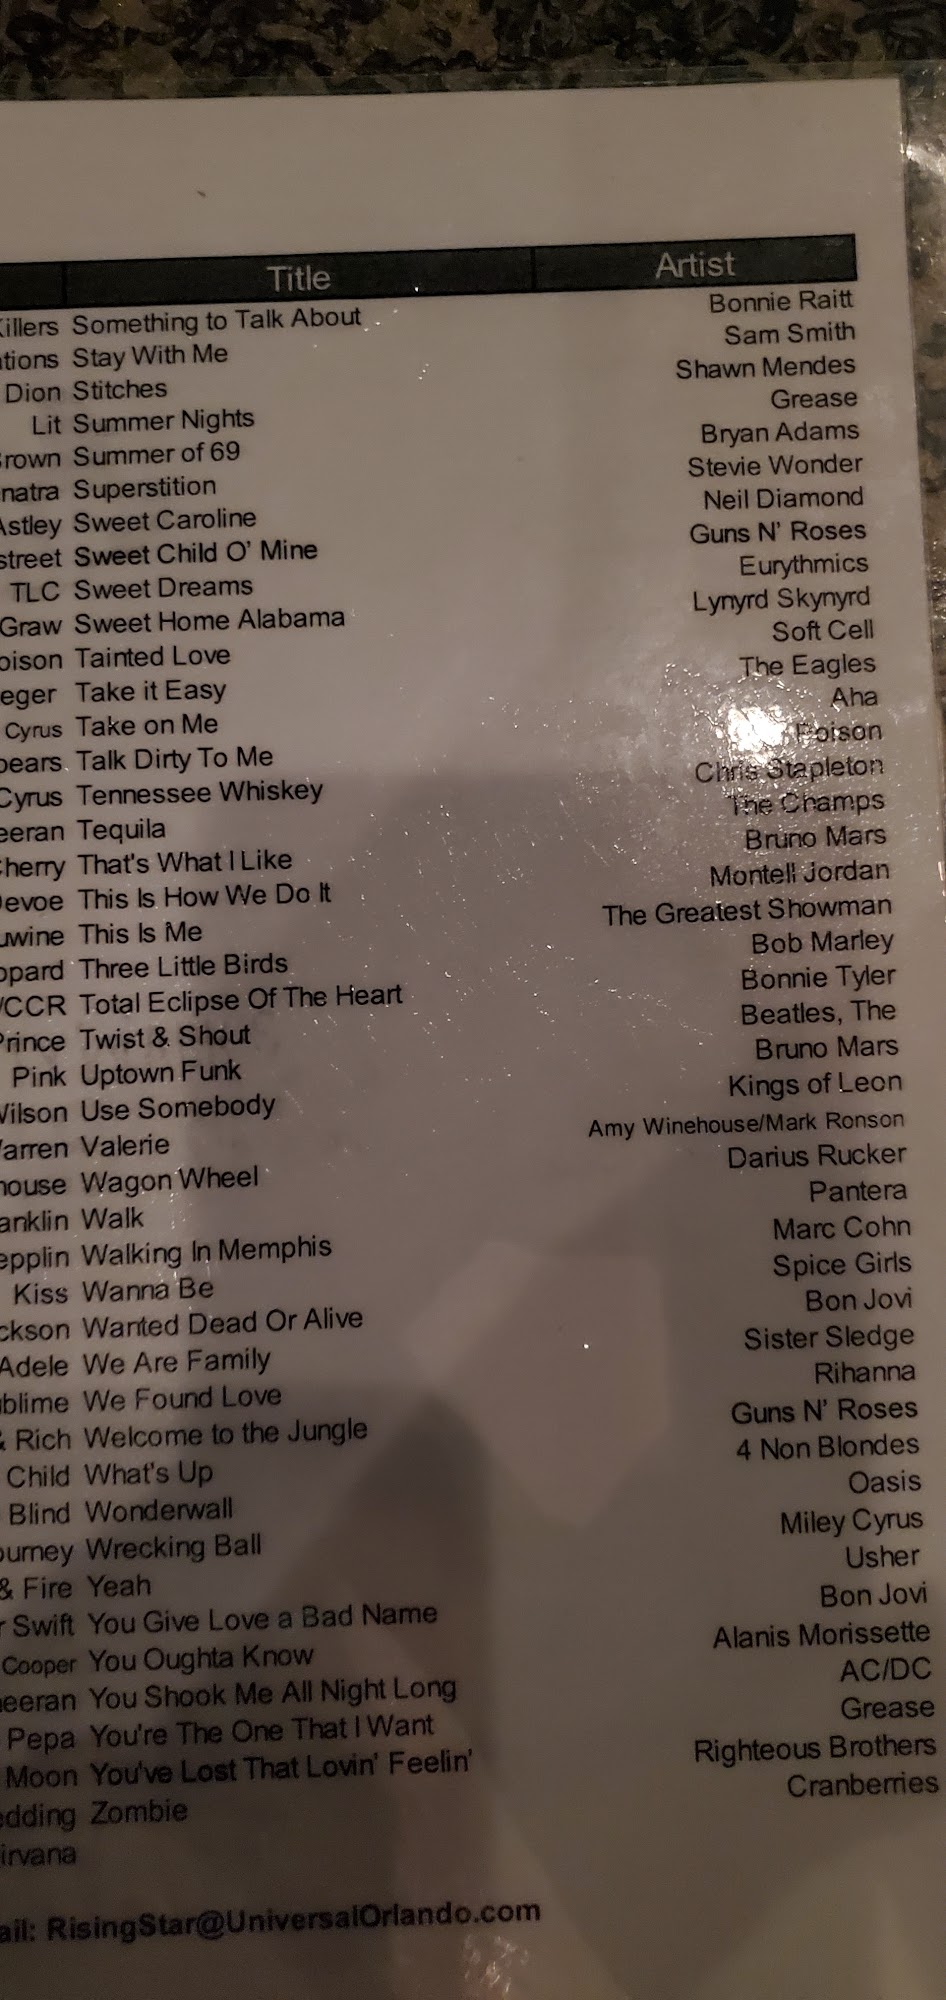 Title Artist
Killers Something to Talk About Bonnie Raitt
Stay With Me Sam Smith
Dion Stitches Shawn Mendes
Lit Summer Nights Grease
Brown Summer of 69 Bryan Adams
Superstition Stevie Wonder
Astley Sweet Caroline Neil Diamond
street Sweet Child O' Mine Guns N' Roses
TLC Sweet Dreams Eurythmics
Graw Sweet Home Alabama Lynyrd Skynyrd
oison Tainted Love Soft Cell
eger Take it Easy The Eagles
Cyrus Take on Me Aha
pears Talk Dirty To Me Poison
Cyrus Tennessee Whiskey Chris Stapleton
eeran Tequila The Champs
Cherry That's What I Like Bruno Mars
Devoe This Is How We Do It Montell Jordan
uwine This Is Me The Greatest Showman
ppard Three Little Birds Bob Marley
/CCR Total Eclipse Of The Heart Bonnie Tyler
Prince Twist & Shout Beatles, The
Pink Uptown Funk Bruno Mars
Wilson Use Somebody Kings of Leon
Warren Valerie Amy Winehouse/Mark Ronson
house Wagon Wheel Darius Rucker
anklin Walk Pantera
epplin Walking In Memphis Marc Cohn
Kiss Wanna Be Spice Girls
ckson Wanted Dead Or Alive Bon Jovi
Adele We Are Family Sister Sledge
ublime We Found Love Rihanna
& Rich Welcome to the Jungle Guns N' Roses
Child What's Up 4 Non Blondes
Blind Wonderwall Oasis
ourney Wrecking Ball Miley Cyrus
& Fire Yeah Usher
r Swift You Give Love a Bad Name Bon Jovi
Cooper You Oughta Know Alanis Morissette
heeran You Shook Me All Night Long AC/DC
Pepa You're The One That I Want Grease
Moon You've Lost That Lovin' Feelin' Righteous Brothers
edding Zombie Cranberries
irvana
ail: RisingStar@UniversalOrlando.com